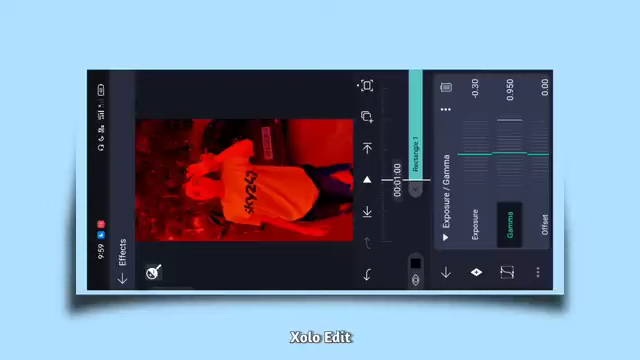 9:59
Effects
sky247
00:01:00
Rectangle 1
Exposure / Gamma
Exposure
-0.30
Gamma
0.950
Offset
0.00
Xolo Edit